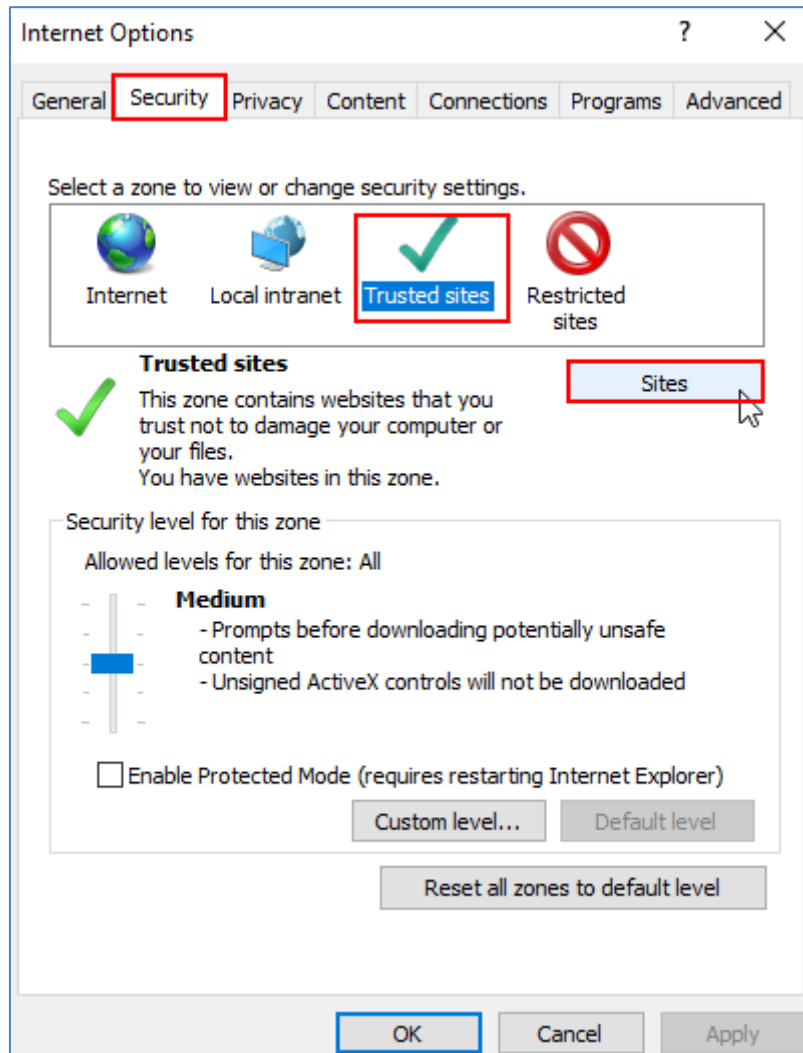 Internet Options
?
General Security Privacy Content Connections Programs Advanced
Select a zone to view or change security settings.
Internet Local intranet Trusted sites Restricted
sites
Trusted sites
Sites
This zone contains websites that you
trust not to damage your computer or
your files.
You have websites in this zone.
Security level for this zone
Allowed levels for this zone: All
Medium
- Prompts before downloading potentially unsafe
content
- Unsigned ActiveX controls will not be downloaded
Enable Protected Mode (requires restarting Internet Explorer)
Custom level... Default level
Reset all zones to default level
OK Cancel Apply